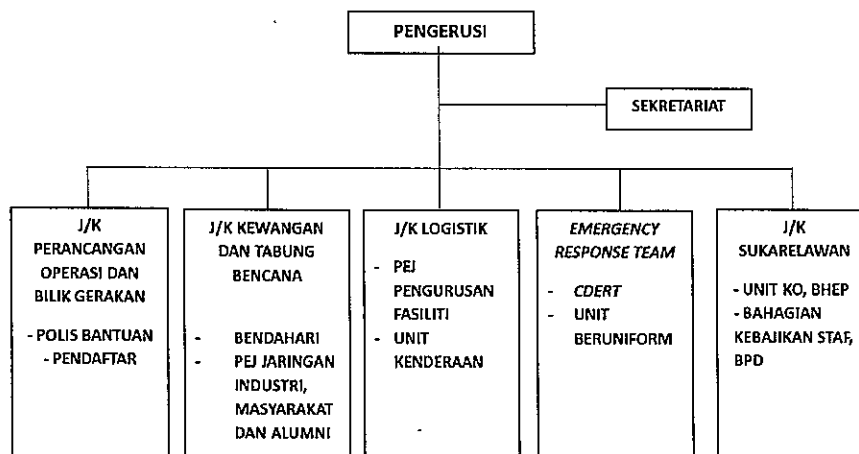 PENGERUSI
SEKRETARIAT
J/K
PERANCANGAN
OPERASI DAN
BILIK GERAKAN
- POLIS BANTUAN
- PENDAFTAR
J/K KEWANGAN
DAN TABUNG
BENCANA
- BENDAHARI
- PEJ JARINGAN
INDUSTRI,
MASYARAKAT
DAN ALUMNI
J/K LOGISTIK
- PEJ
PENGURUSAN
FASILITI
- UNIT
KENDERAAN
EMERGENCY
RESPONSE TEAM
- CDERT
- UNIT
BERUNIFORM
J/K
SUKARELAWAN
- UNIT KO, BHEP
- BAHAGIAN
KEBAJIKAN STAF,
BPD